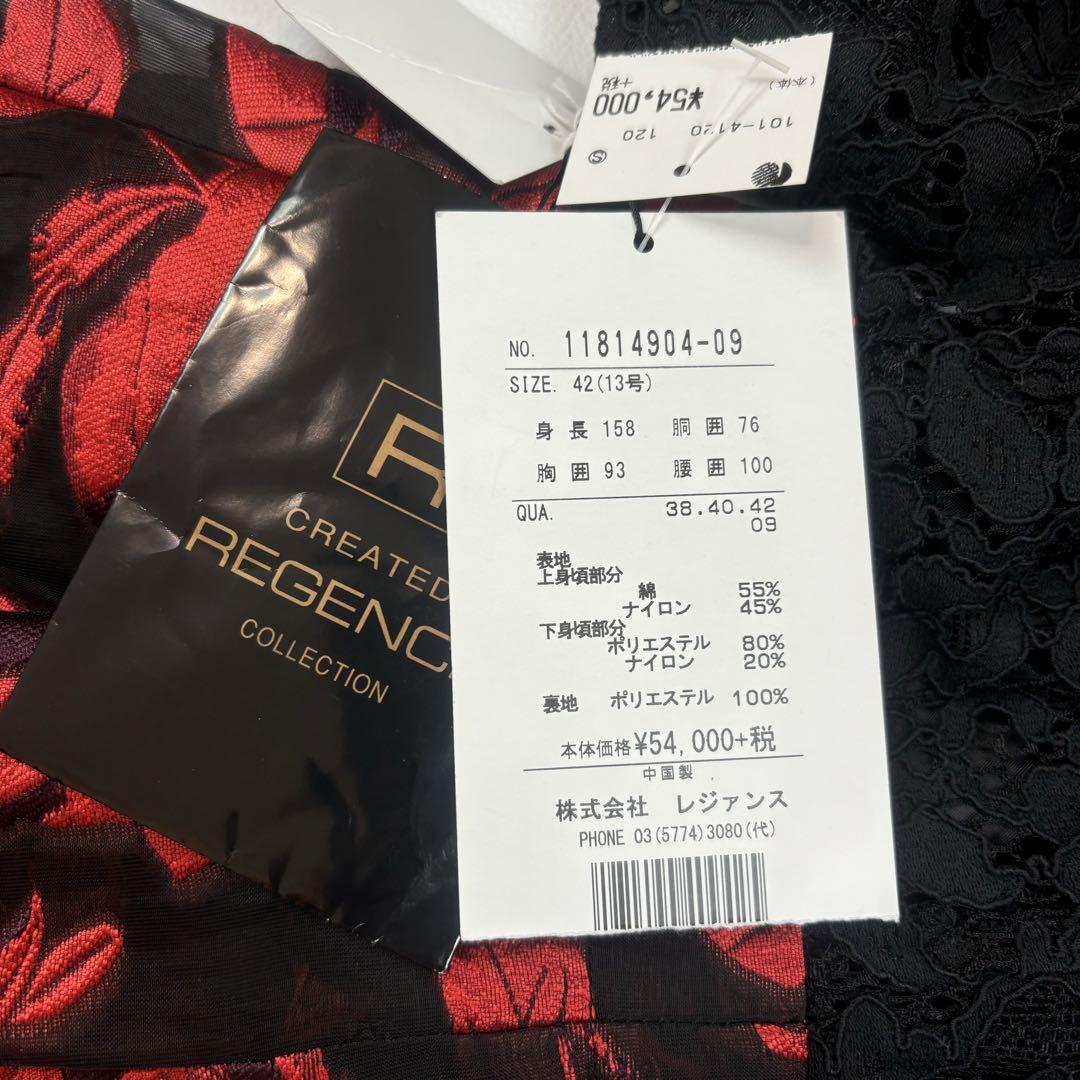 (本体)
¥54,000
+税
101-4120 120
S
R
CREATED
REGENC
COLLECTION
NO. 11814904-09
SIZE. 42(13号)
身長 158 胴囲 76
胸囲 93 腰囲 100
QUA. 38.40.42
09
表地
上身頃部分
綿 55%
ナイロン 45%
下身頃部分
ポリエステル 80%
ナイロン 20%
裏地 ポリエステル 100%
本体価格¥54,000+税
中国製
株式会社 レジァンス
PHONE 03(5774)3080(代)